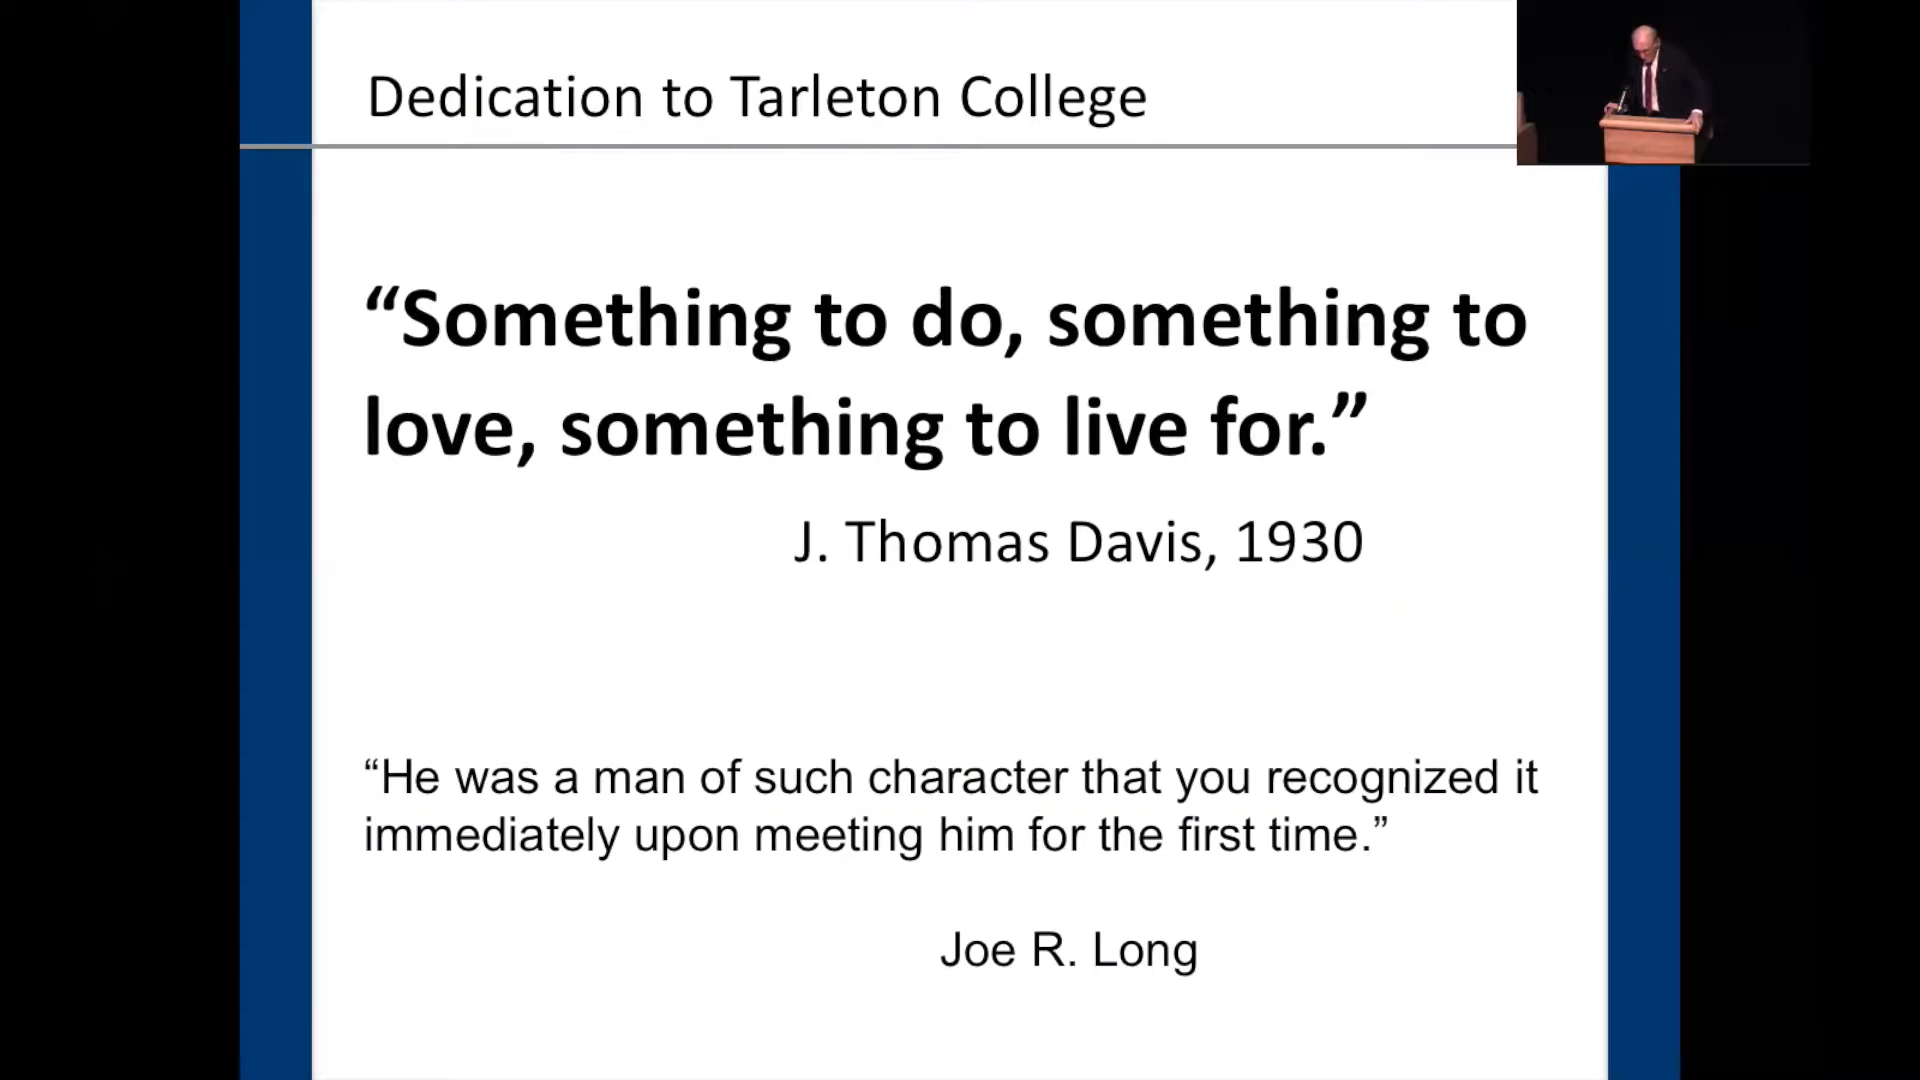 Dedication to Tarleton College
“Something to do, something to
love, something to live for.”
J. Thomas Davis, 1930
“He was a man of such character that you recognized it
immediately upon meeting him for the first time.”
Joe R. Long